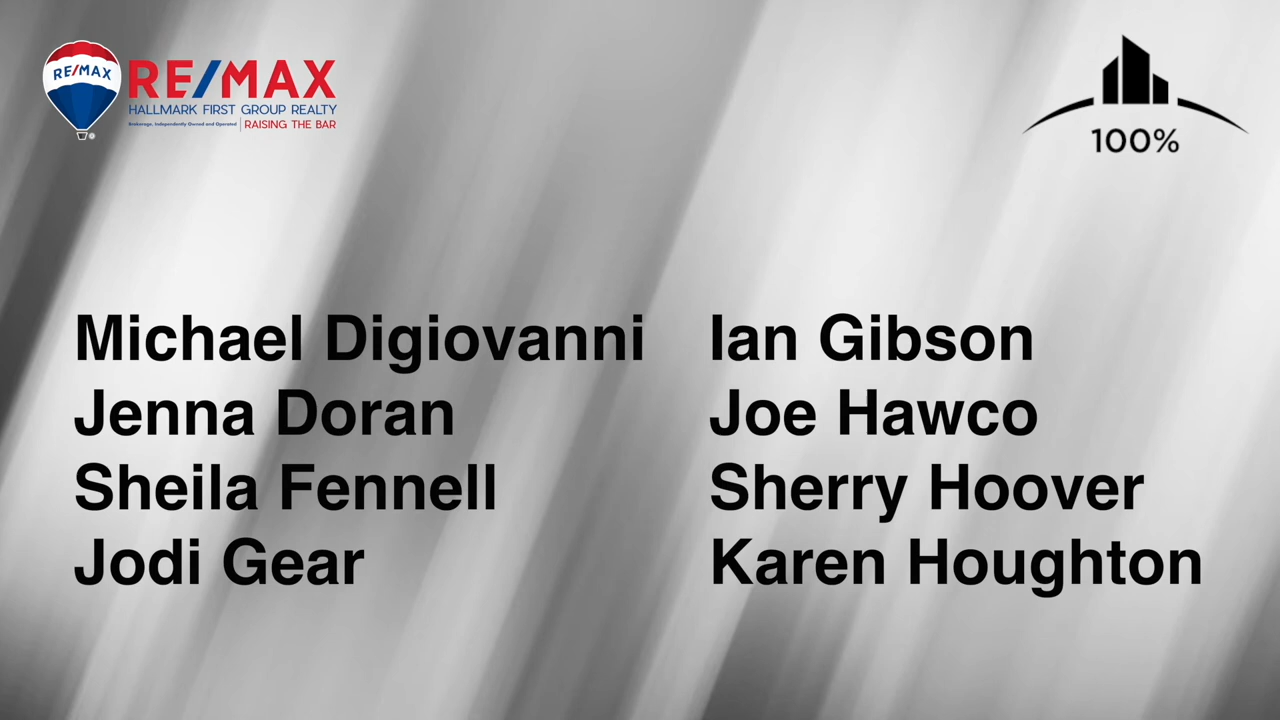 RE/MAX
RE/MAX
HALLMARK FIRST GROUP REALTY
Brokerage, Independently Owned and Operated | RAISING THE BAR
100%
Michael Digiovanni
Jenna Doran
Sheila Fennell
Jodi Gear
Ian Gibson
Joe Hawco
Sherry Hoover
Karen Houghton